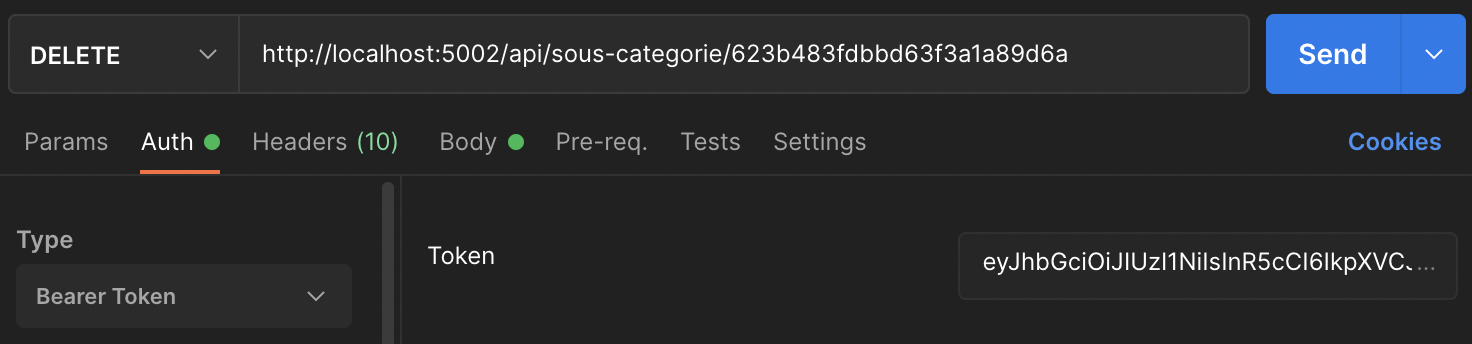 DELETE http://localhost:5002/api/sous-categorie/623b483fdbbd63f3a1a89d6a Send
Params Auth Headers (10) Body Pre-req. Tests Settings Cookies
Type
Token eyJhbGciOiJIUzI1NiIsInR5cCI6IkpXVCJ...
Bearer Token